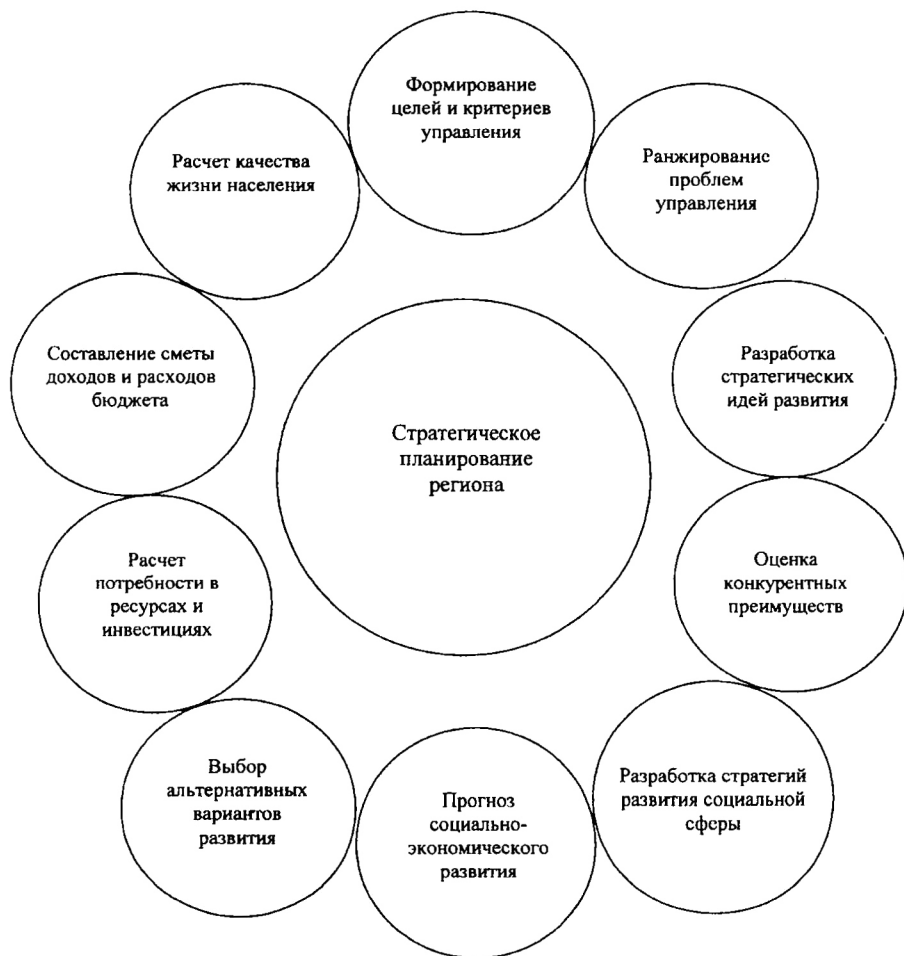 Формирование
целей и критериев
управления
Ранжирование
проблем
управления
Разработка
стратегических
идей развития
Оценка
конкурентных
преимуществ
Разработка стратегий
развития социальной
сферы
Прогноз
социально-
экономического
развития
Выбор
альтернативных
вариантов
развития
Расчет
потребности в
ресурсах и
инвестициях
Составление сметы
доходов и расходов
бюджета
Расчет качества
жизни населения
Стратегическое
планирование
региона